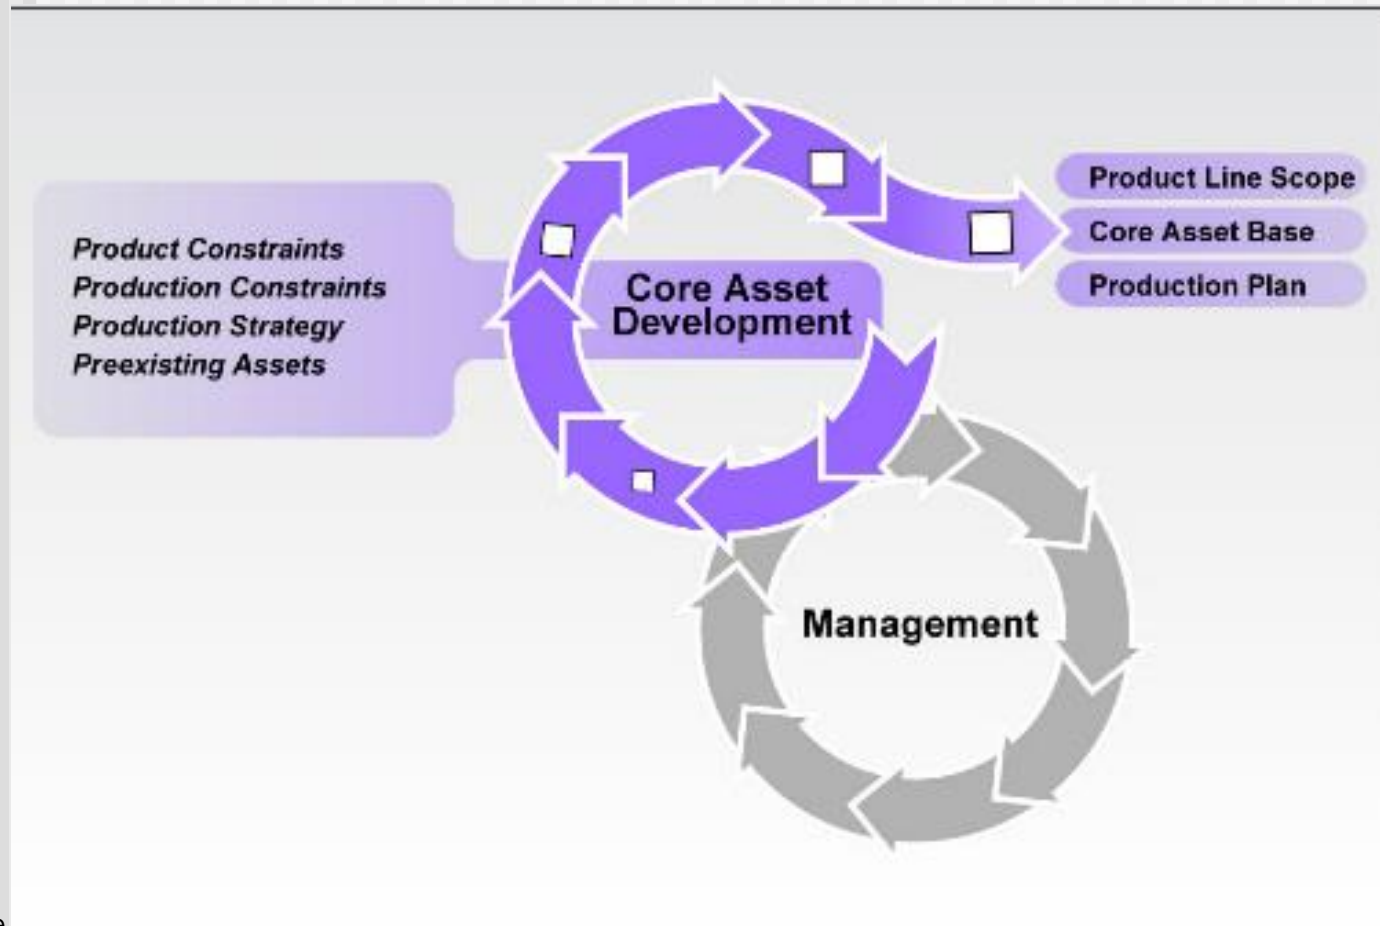 Product Constraints
Production Constraints
Production Strategy
Preexisting Assets
Core Asset
Development
Product Line Scope
Core Asset Base
Production Plan
Management